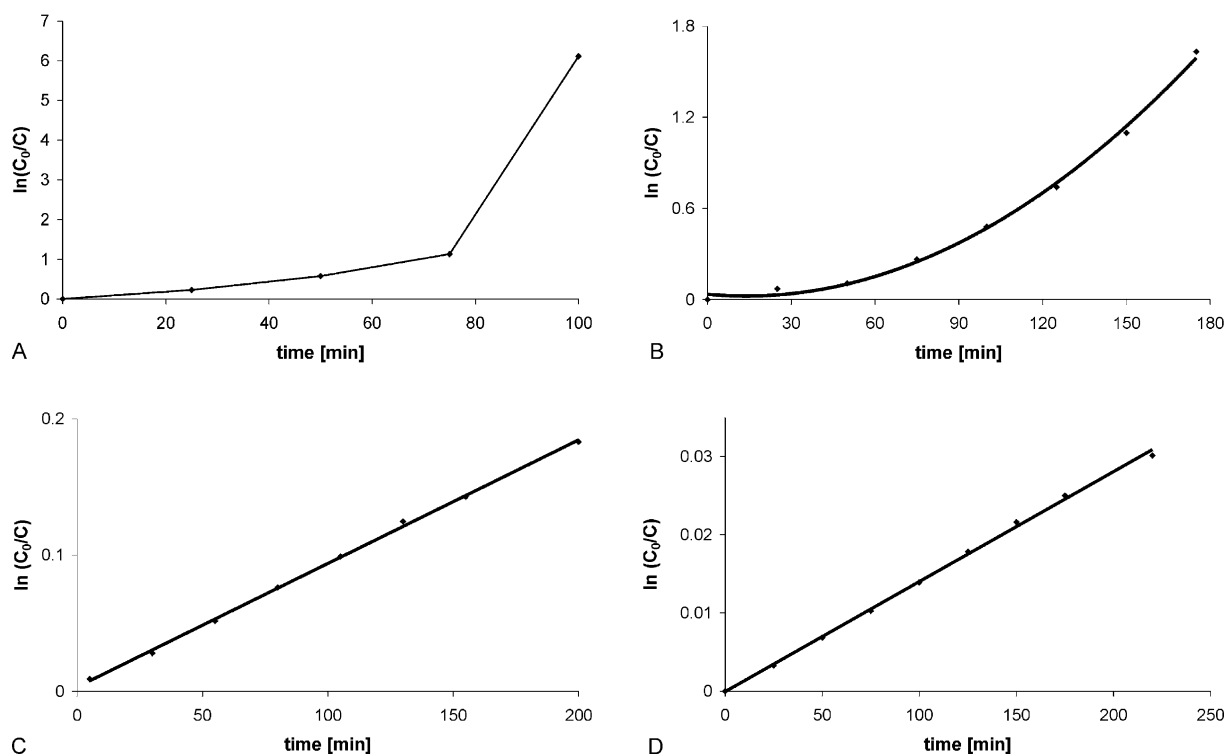 7
6
5
4
3
2
1
0
ln(C₀/C)
0 20 40 60 80 100
time [min]
A
1.8
1.2
0.6
0
ln (C₀/C)
0 30 60 90 120 150 180
time [min]
B
0.2
0.1
0
ln (C₀/C)
0 50 100 150 200
time [min]
C
0.03
0.02
0.01
0
ln (C₀/C)
0 50 100 150 200 250
time [min]
D